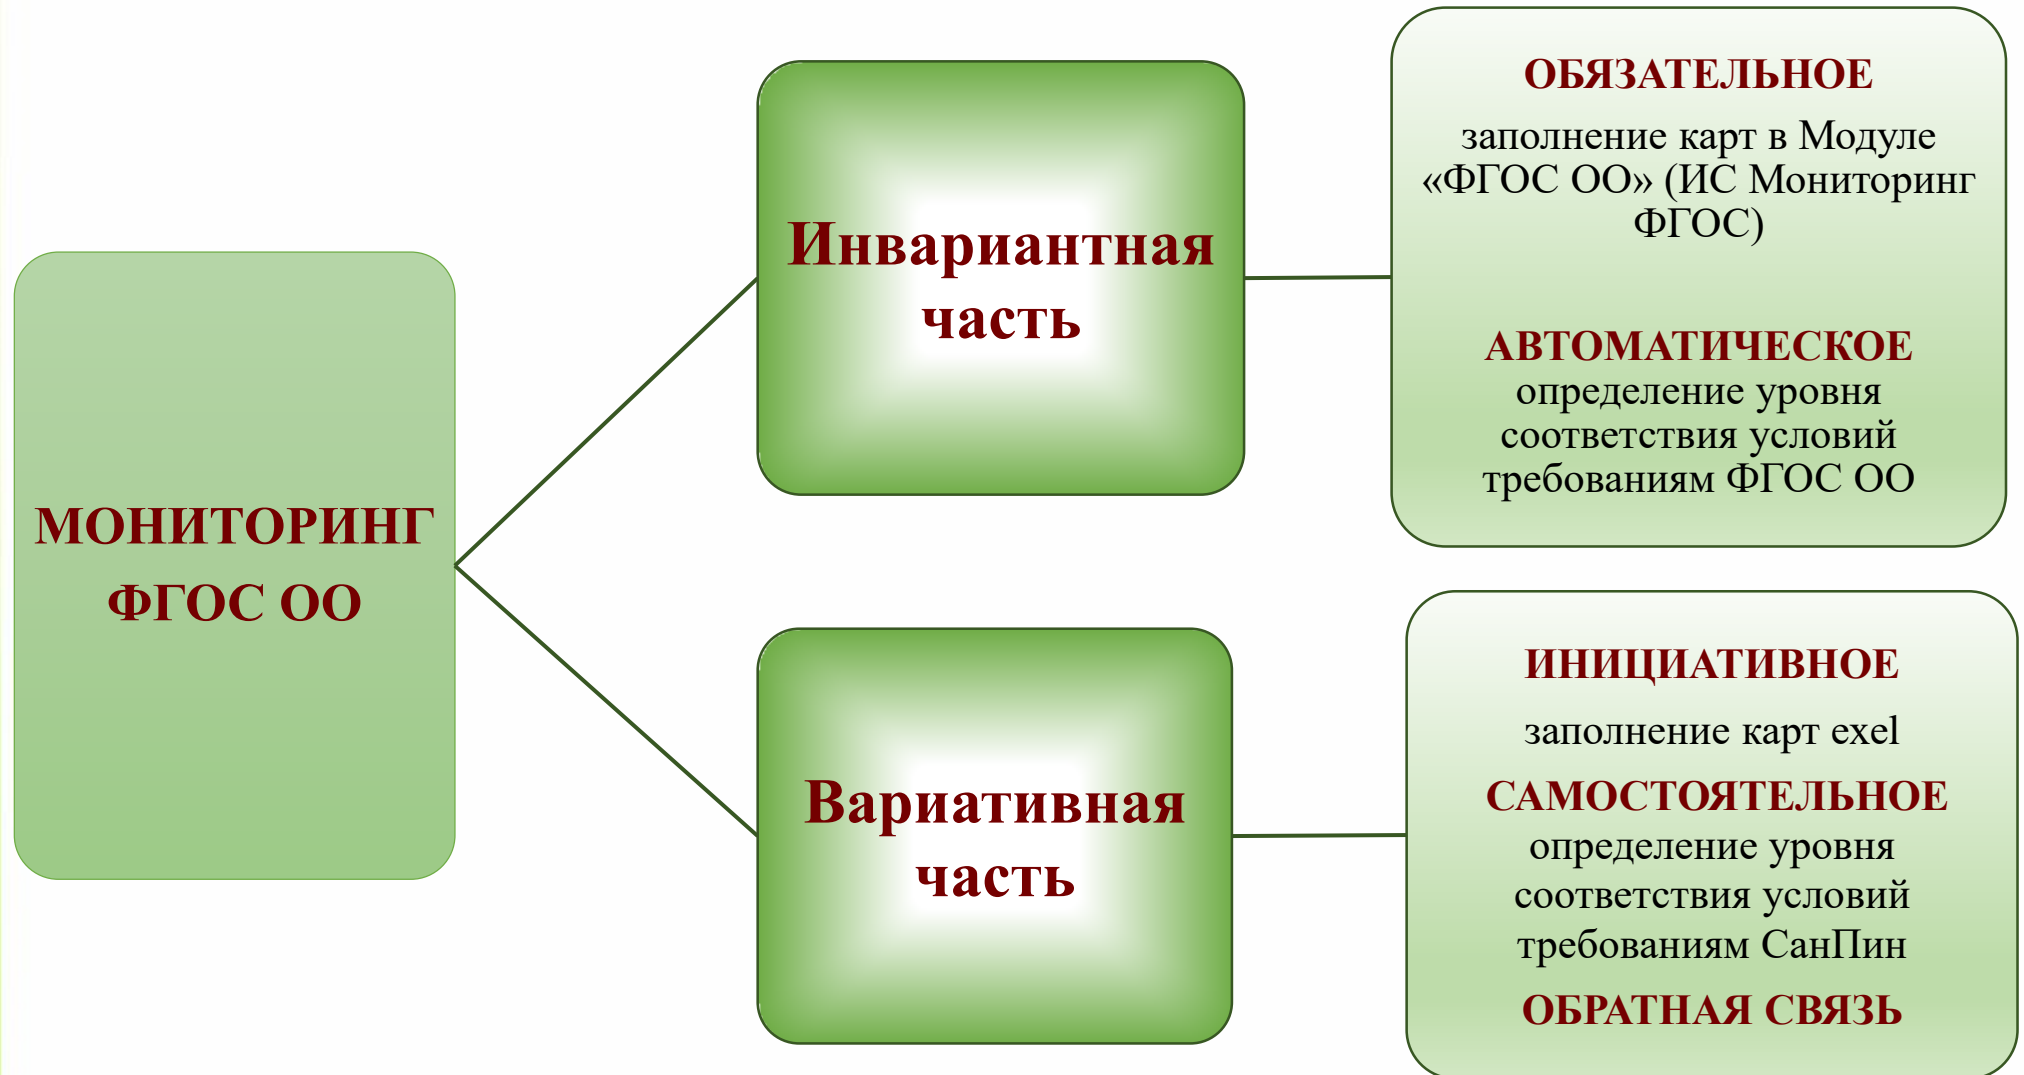 МОНИТОРИНГ
ФГОС ОО
Инвариантная
часть
ОБЯЗАТЕЛЬНОЕ
заполнение карт в Модуле
«ФГОС ОО» (ИС Мониторинг
ФГОС)
АВТОМАТИЧЕСКОЕ
определение уровня
соответствия условий
требованиям ФГОС ОО
Вариативная
часть
ИНИЦИАТИВНОЕ
заполнение карт exel
САМОСТОЯТЕЛЬНОЕ
определение уровня
соответствия условий
требованиям СанПин
ОБРАТНАЯ СВЯЗЬ